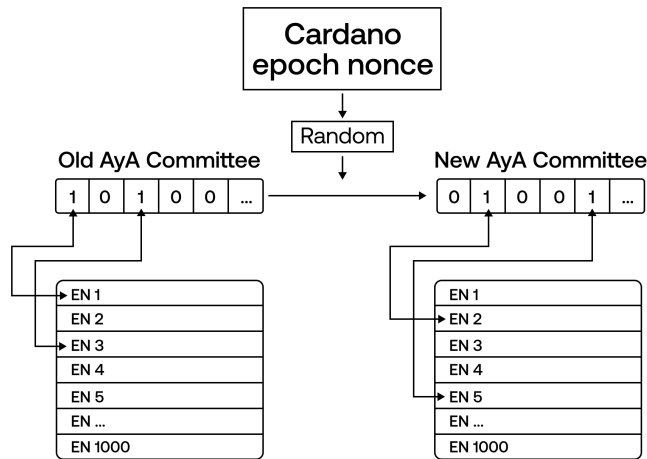 Cardano
epoch nonce
Random
Old AyA Committee
New AyA Committee
1 0 1 0 0 ...
0 1 0 0 1 ...
EN 1
EN 2
EN 3
EN 4
EN 5
EN ...
EN 1000
EN 1
EN 2
EN 3
EN 4
EN 5
EN ...
EN 1000